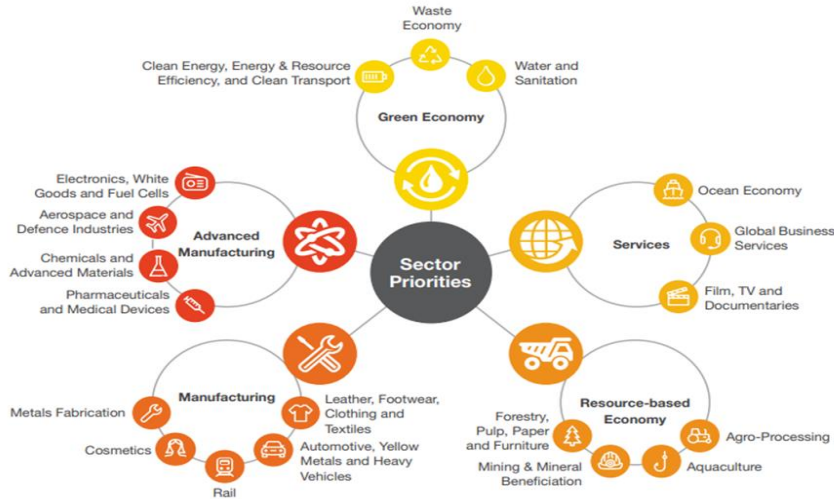 Waste
Economy
Clean Energy, Energy & Resource
Efficiency, and Clean Transport
Water and
Sanitation
Green Economy
Electronics, White
Goods and Fuel Cells
Aerospace and
Defence Industries
Chemicals and
Advanced Materials
Pharmaceuticals
and Medical Devices
Advanced
Manufacturing
Sector
Priorities
Services
Ocean Economy
Global Business
Services
Film, TV and
Documentaries
Manufacturing
Metals Fabrication
Cosmetics
Rail
Leather, Footwear,
Clothing and
Textiles
Automotive, Yellow
Metals and Heavy
Vehicles
Resource-based
Economy
Forestry,
Pulp, Paper
and Furniture
Mining & Mineral
Beneficiation
Aquaculture
Agro-Processing